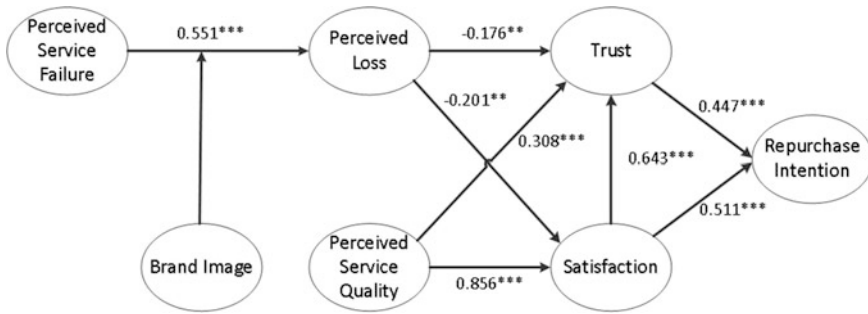 Perceived
Service
Failure
0.551***
Perceived
Loss
-0.176**
Trust
-0.201**
0.308***
0.643***
0.447***
Repurchase
Intention
0.511***
Brand Image
Perceived
Service
Quality
0.856***
Satisfaction